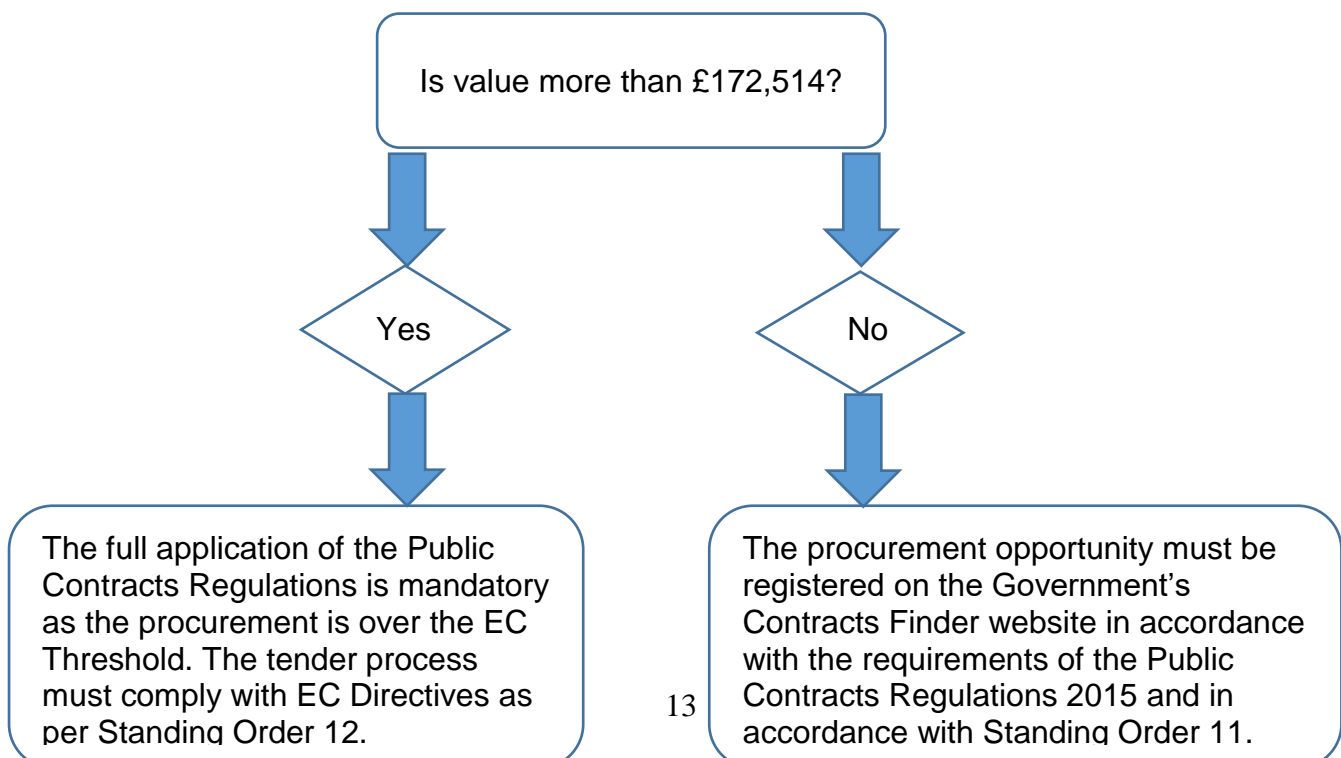 Is value more than £172,514?
Yes
No
The full application of the Public
Contracts Regulations is mandatory
as the procurement is over the EC
Threshold. The tender process
must comply with EC Directives as
per Standing Order 12.
The procurement opportunity must be
registered on the Government’s
Contracts Finder website in accordance
with the requirements of the Public
Contracts Regulations 2015 and in
accordance with Standing Order 11.
13